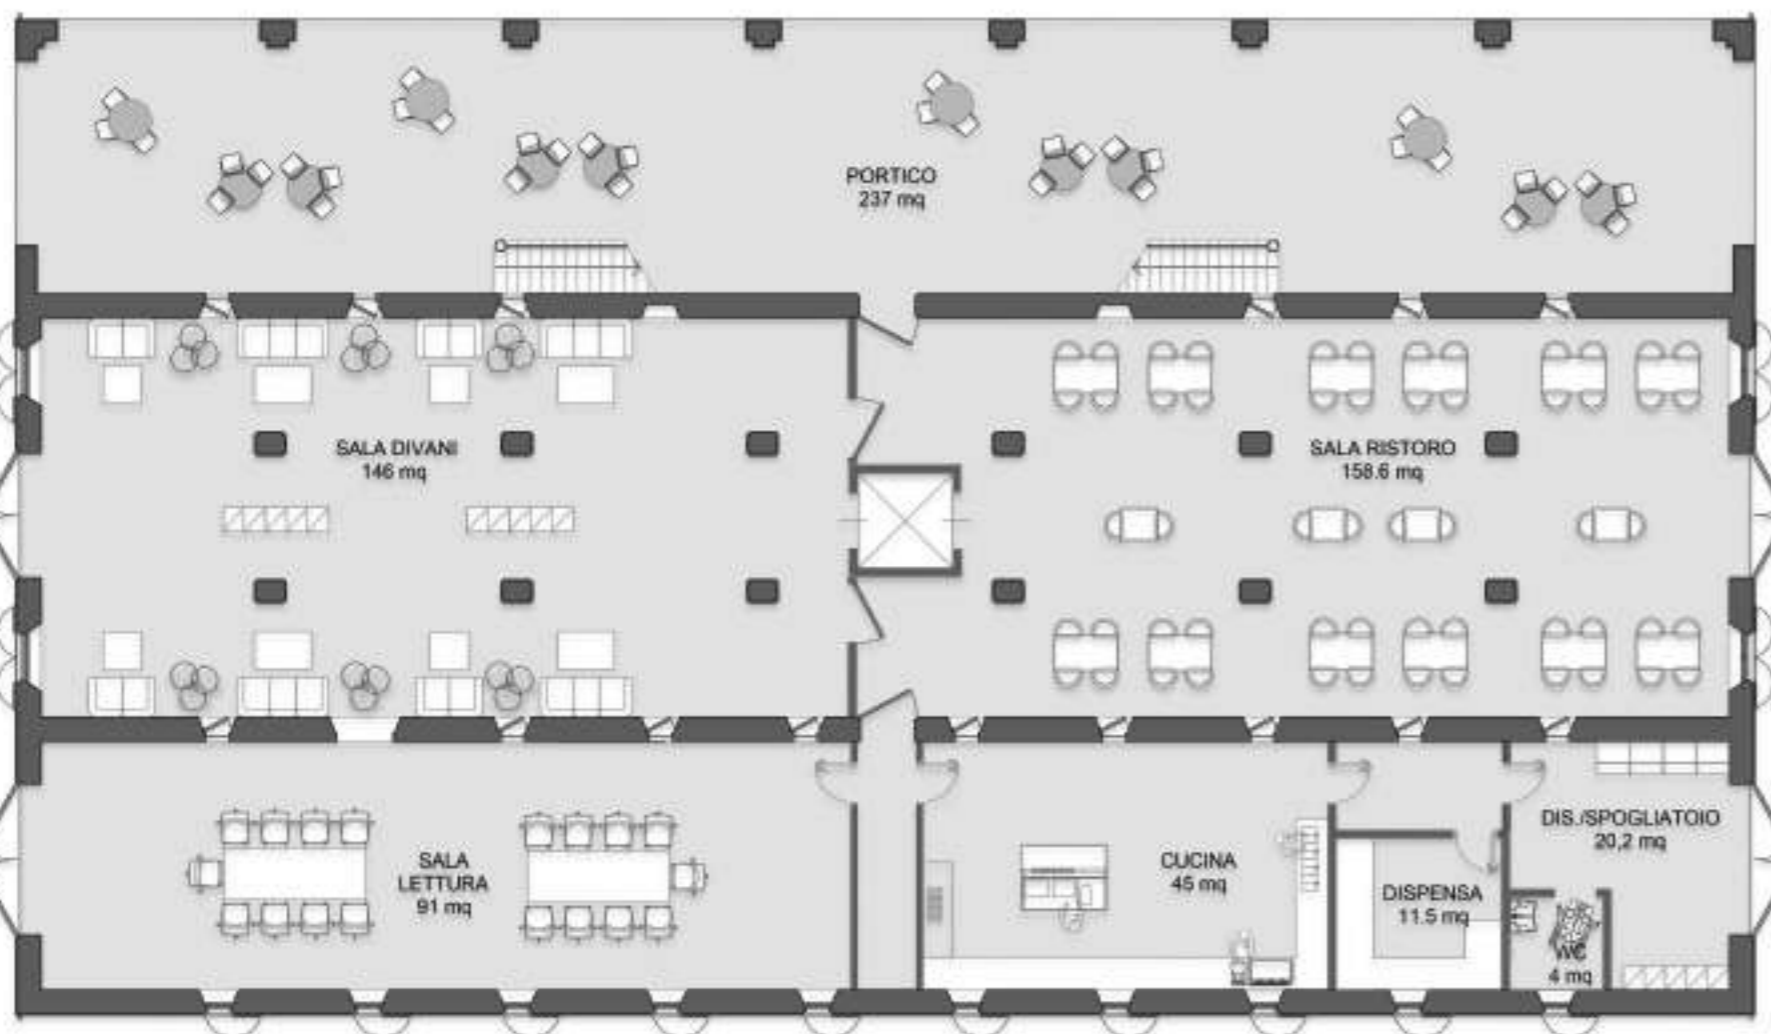 PORTICO
237 mq
SALA DIVANI
146 mq
SALA RISTORO
158.6 mq
SALA
LETTURA
91 mq
CUCINA
45 mq
DISPENSA
11.5 mq
DIS./SPOGLIATOIO
20,2 mq
WC
4 mq